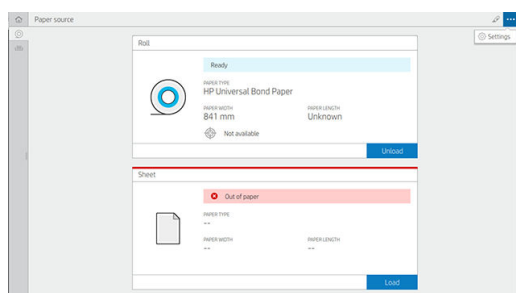 Paper source
Settings
Roll
Ready
PAPER TYPE
HP Universal Bond Paper
PAPER WIDTH PAPER LENGTH
841 mm Unknown
Not available
Unload
Sheet
Out of paper
PAPER TYPE
--
PAPER WIDTH PAPER LENGTH
-- --
Load